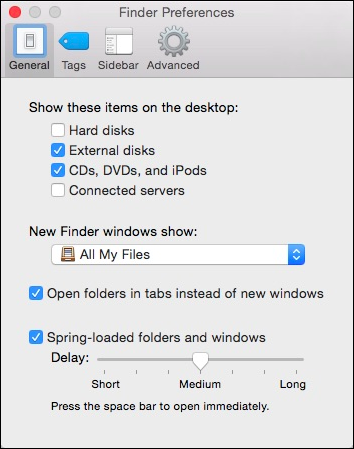 Finder Preferences
General Tags Sidebar Advanced
Show these items on the desktop:
Hard disks
External disks
CDs, DVDs, and iPods
Connected servers
New Finder windows show:
All My Files
Open folders in tabs instead of new windows
Spring-loaded folders and windows
Delay:
Short Medium Long
Press the space bar to open immediately.